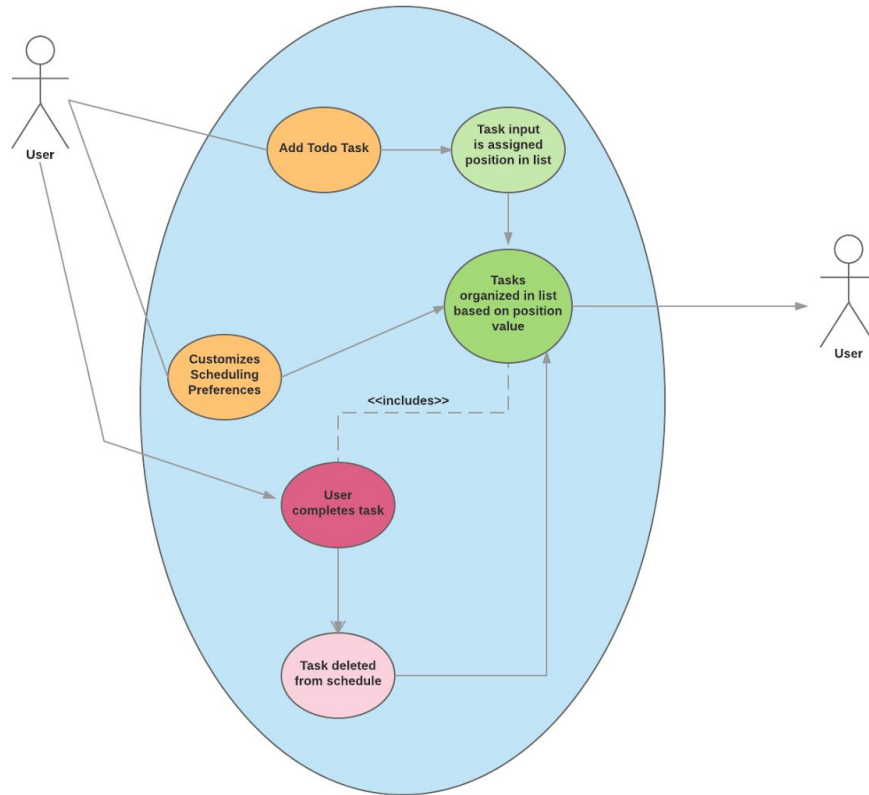 User
Add Todo Task
Task input
is assigned
position in list
Tasks
organized in list
based on position
value
User
Customizes
Scheduling
Preferences
<<includes>>
User
completes task
Task deleted
from schedule